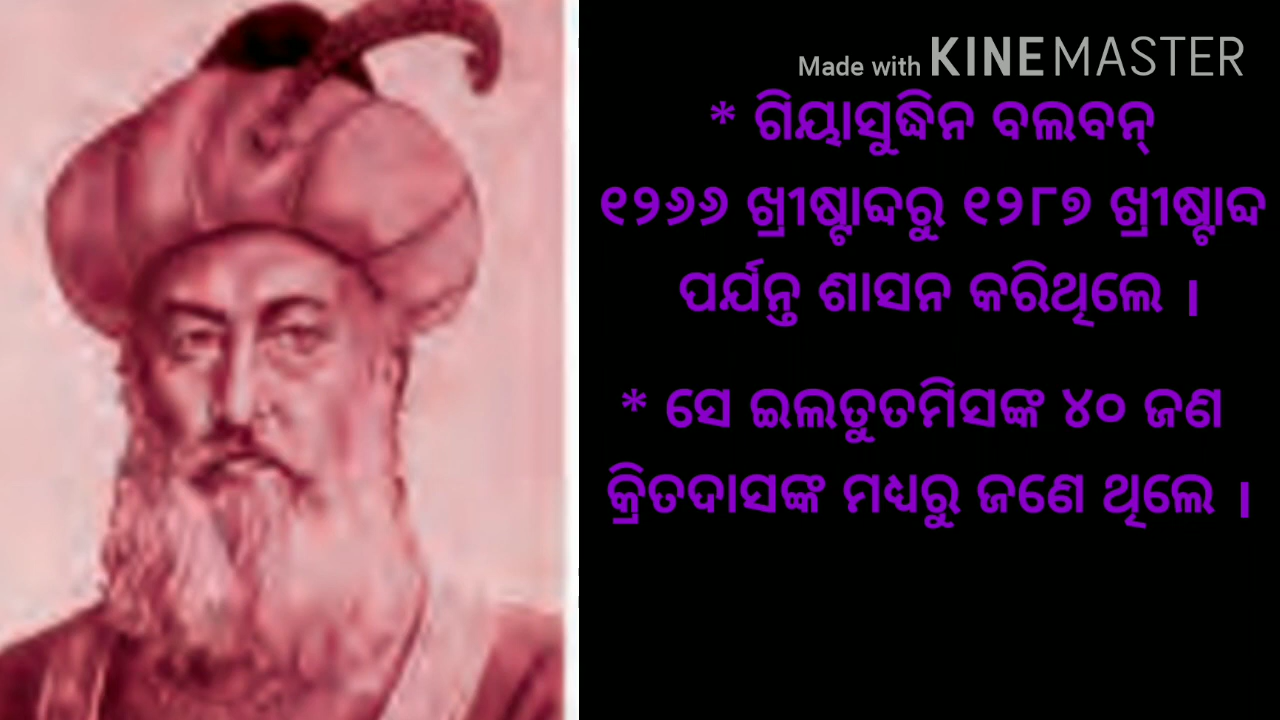 Made with KINEMASTER
* ଗିୟାସୁଦ୍ଧିନ ବଲବନ୍
୧୨୬୬ ଖ୍ରୀଷ୍ଟାବ୍ଦରୁ ୧୨୮୭ ଖ୍ରୀଷ୍ଟାବ୍ଦ
ପର୍ଯନ୍ତ ଶାସନ କରିଥିଲେ ।
* ସେ ଇଲତୁତମିସଙ୍କ ୪୦ ଜଣ
କ୍ରିତଦାସଙ୍କ ମଧ୍ୟରୁ ଜଣେ ଥିଲେ ।